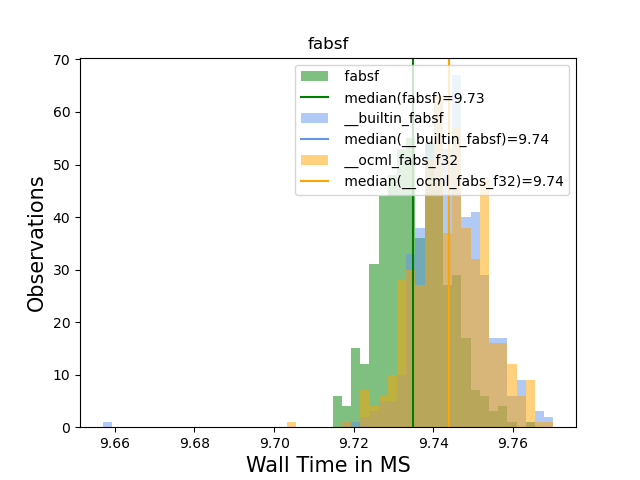 fabsf
70
60
50
40
30
20
10
0
Observations
fabsf
median(fabsf)=9.73
__builtin_fabsf
median(__builtin_fabsf)=9.74
__ocml_fabs_f32
median(__ocml_fabs_f32)=9.74
9.66 9.68 9.70 9.72 9.74 9.76
Wall Time in MS